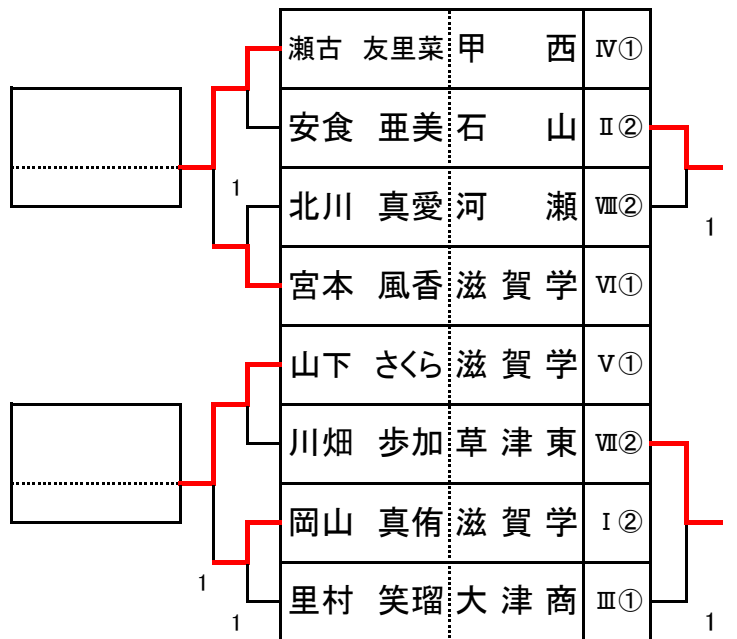 瀬古 友里菜 甲 西 Ⅳ①
安食 亜美 石 山 Ⅱ②
1 北川 真愛 河 瀬 Ⅷ② 1
宮本 風香 滋 賀 学 Ⅵ①
山下 さくら 滋 賀 学 Ⅴ①
川畑 歩加 草 津 東 Ⅶ②
岡山 真侑 滋 賀 学 Ⅰ②
1
1 里村 笑瑠 大 津 商 Ⅲ① 1